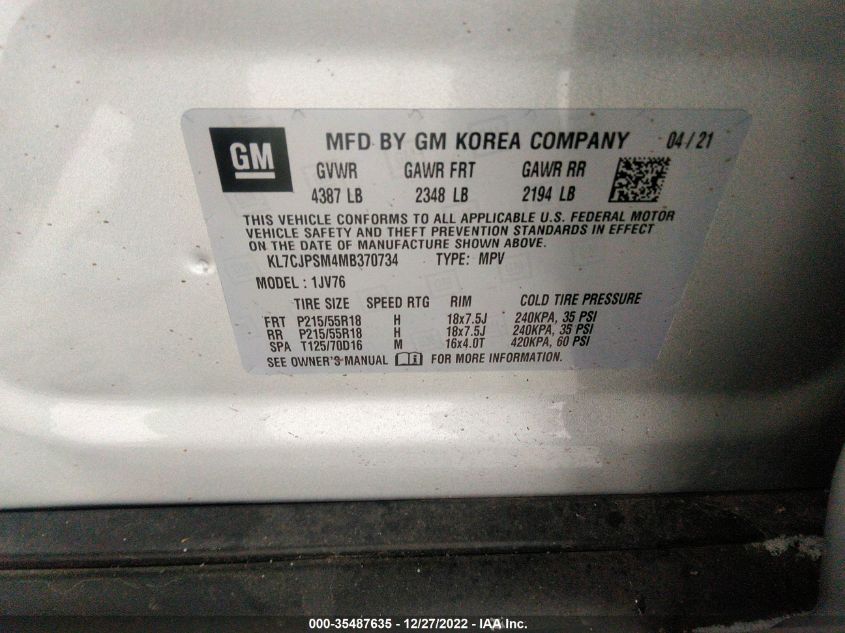 GM
MFD BY GM KOREA COMPANY 04/21
GVWR GAWR FRT GAWR RR
4387 LB 2348 LB 2194 LB
THIS VEHICLE CONFORMS TO ALL APPLICABLE U.S. FEDERAL MOTOR
VEHICLE SAFETY AND THEFT PREVENTION STANDARDS IN EFFECT
ON THE DATE OF MANUFACTURE SHOWN ABOVE.
KL7CJPSM4MB370734 TYPE: MPV
MODEL: 1JV76
TIRE SIZE SPEED RTG RIM COLD TIRE PRESSURE
FRT P215/55R18 H 18x7.5J 240KPA, 35 PSI
RR P215/55R18 H 18x7.5J 240KPA, 35 PSI
SPA T125/70D16 M 16x4.0T 420KPA, 60 PSI
SEE OWNER'S MANUAL FOR MORE INFORMATION.
000-35487635 - 12/27/2022 - IAA Inc.